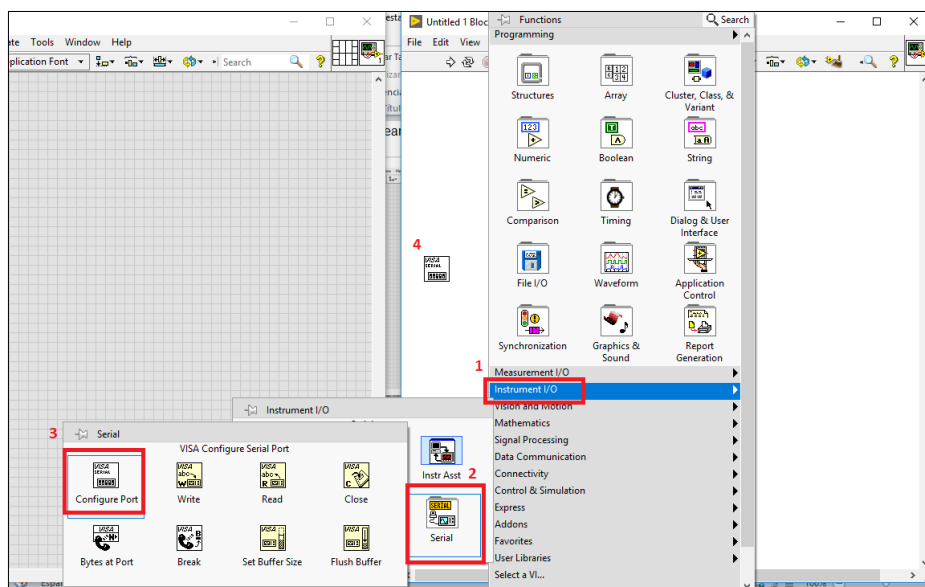 Untitled 1 Bloc
Functions
Search
Programming
Tools Window Help
File Edit View
plication Font
Search
Structures
Array
Cluster, Class, &
Variant
Numeric
Boolean
String
Comparison
Timing
Dialog & User
Interface
4
VISA
SERIAL
File I/O
Waveform
Application
Control
Synchronization
Graphics &
Sound
Report
Generation
1
Measurement I/O
Instrument I/O
Vision and Motion
Mathematics
Signal Processing
Data Communication
Connectivity
Control & Simulation
Express
Addons
Favorites
User Libraries
Select a VI...
Instrument I/O
Instr Asst
2
SERIAL
Serial
3
Serial
VISA Configure Serial Port
Configure Port
Write
Read
Close
Bytes at Port
Break
Set Buffer Size
Flush Buffer